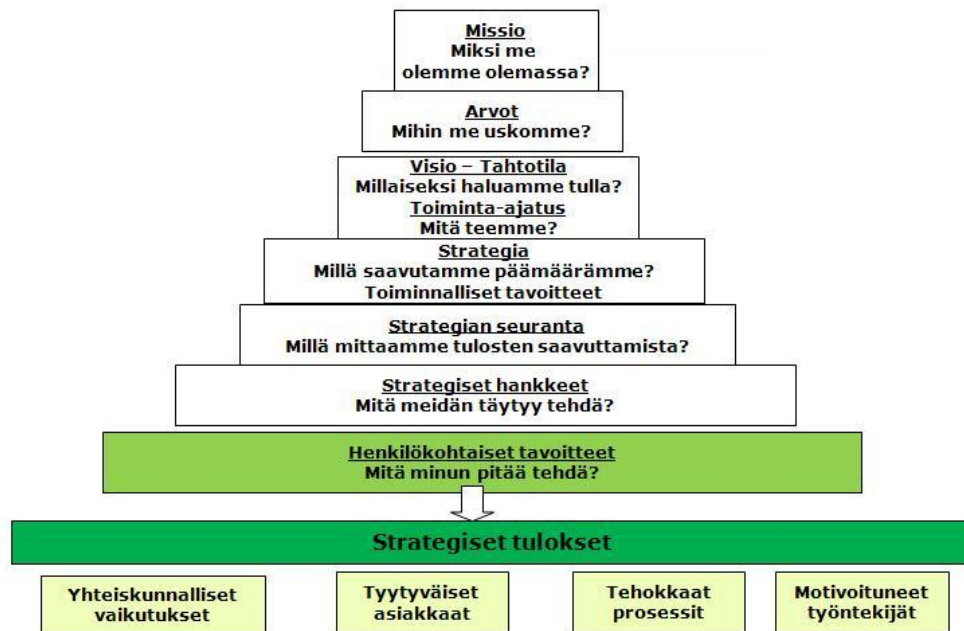 Missio
Miksi me
olemme olemassa?
Arvot
Mihin me uskomme?
Visio – Tahtotila
Millaiseksi haluamme tulla?
Toiminta-ajatus
Mitä teemme?
Strategia
Millä saavutamme päämäärämme?
Toiminnalliset tavoitteet
Strategian seuranta
Millä mittaamme tulosten saavuttamista?
Strategiset hankkeet
Mitä meidän täytyy tehdä?
Henkilökohtaiset tavoitteet
Mitä minun pitää tehdä?
Strategiset tulokset
Yhteiskunnalliset
vaikutukset
Tyytyväiset
asiakkaat
Tehokkaat
prosessit
Motivoituneet
työntekijät